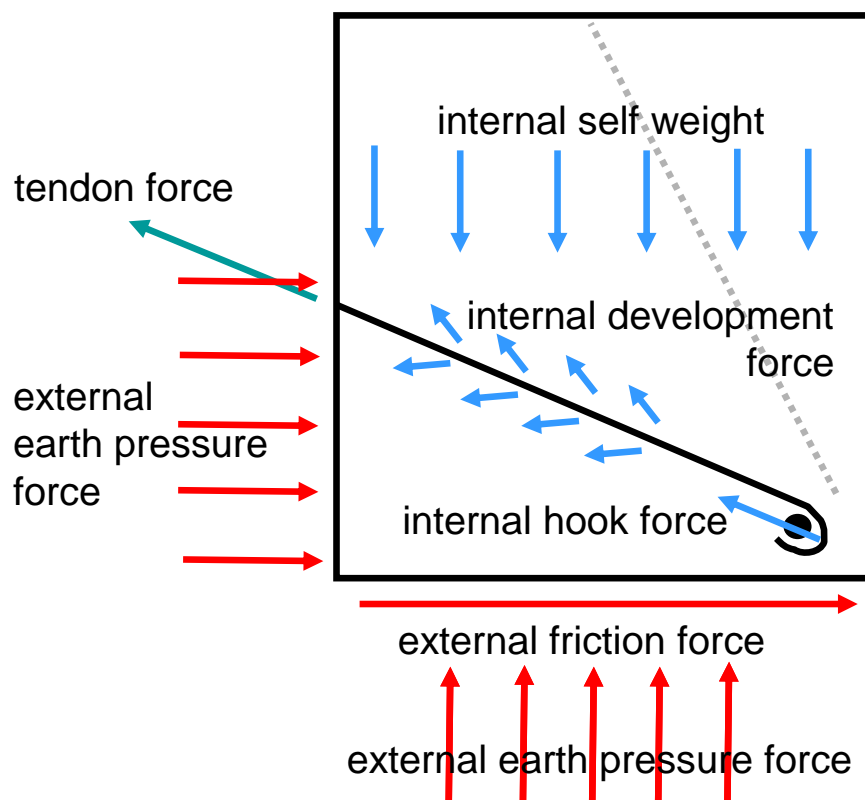 internal self weight
tendon force
internal development
force
external
earth pressure
force
internal hook force
external friction force
external earth pressure force